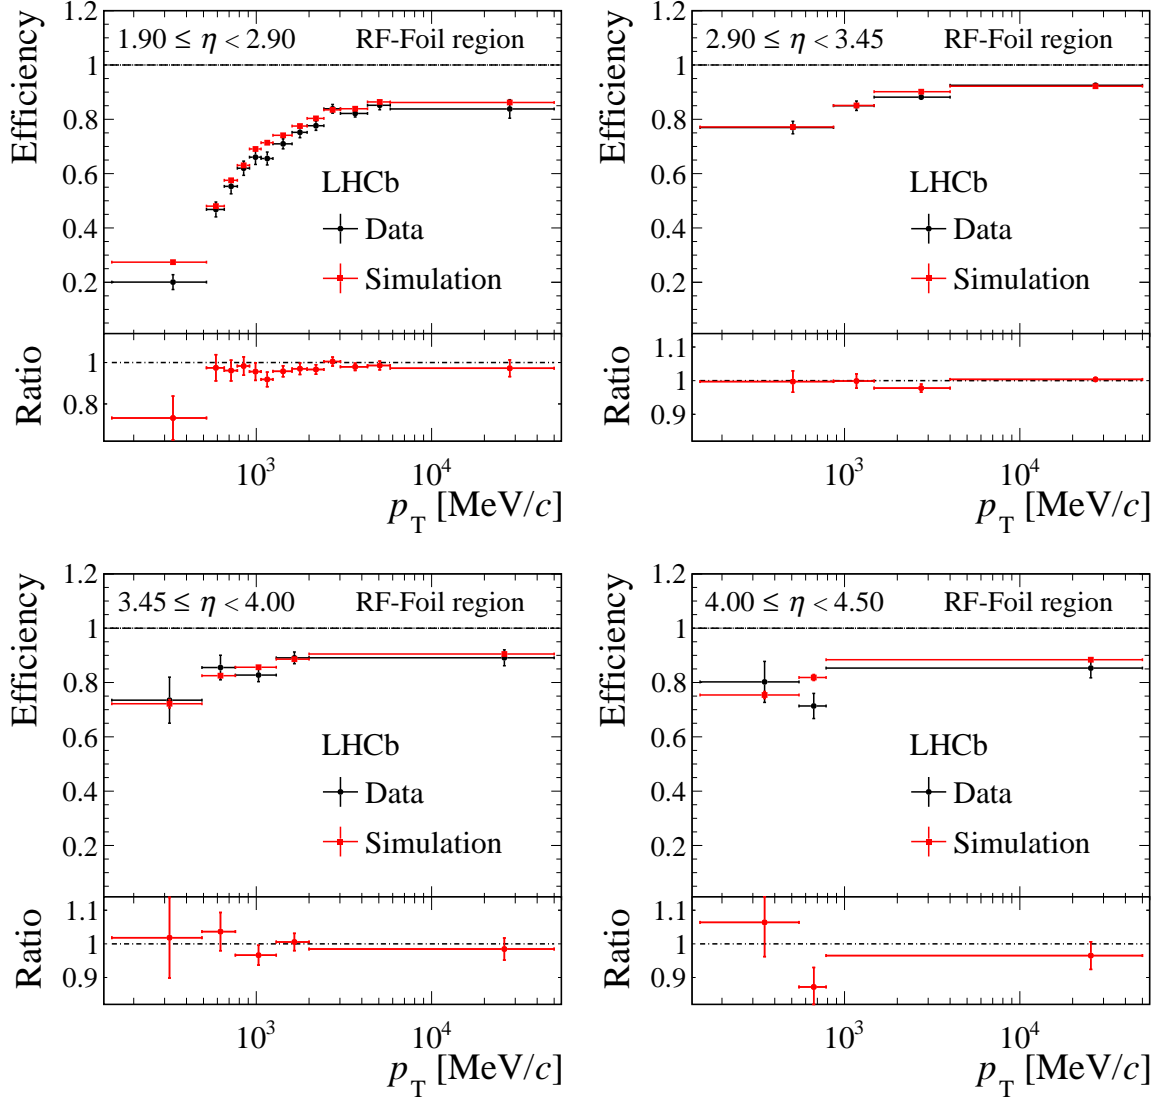 1.2
1.90 ≤ η < 2.90 RF-Foil region
1
0.8
0.6
0.4
0.2
Efficiency
LHCb
Data
Simulation
1
0.8
Ratio
10³ 10⁴
p_T [MeV/c]
1.2
2.90 ≤ η < 3.45 RF-Foil region
1
0.8
0.6
0.4
0.2
Efficiency
LHCb
Data
Simulation
1.1
1.0
0.9
Ratio
10³ 10⁴
p_T [MeV/c]
1.2
3.45 ≤ η < 4.00 RF-Foil region
1
0.8
0.6
0.4
0.2
Efficiency
LHCb
Data
Simulation
1.1
1
0.9
Ratio
10³ 10⁴
p_T [MeV/c]
1.2
4.00 ≤ η < 4.50 RF-Foil region
1
0.8
0.6
0.4
0.2
Efficiency
LHCb
Data
Simulation
1.1
1
0.9
Ratio
10³ 10⁴
p_T [MeV/c]